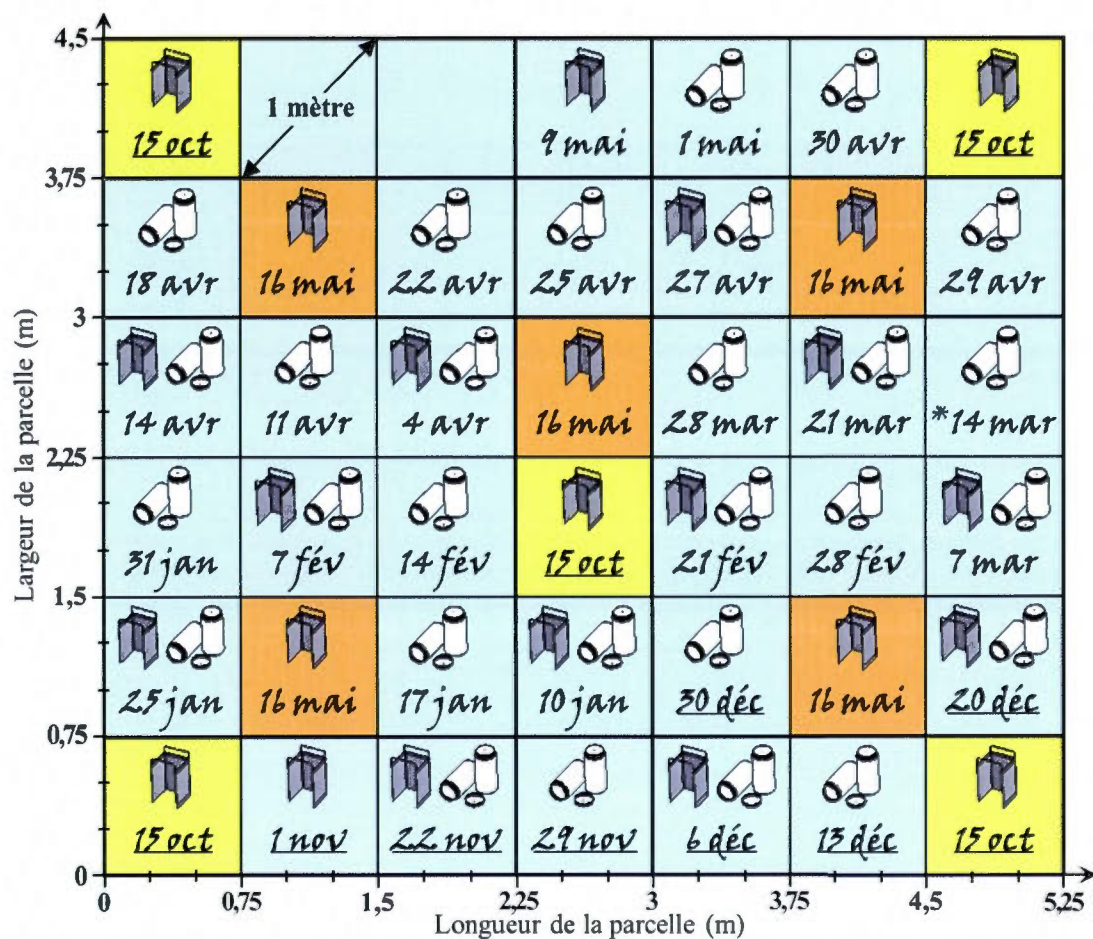 4,5
1 mètre
15 oct 9 mai 1 mai 30 avr 15 oct
3,75
18 avr 16 mai 22 avr 25 avr 27 avr 16 mai 29 avr
3
14 avr 11 avr 4 avr 16 mai 28 mar 21 mar *14 mar
2,25
31 jan 7 fév 14 fév 15 oct 21 fév 28 fév 7 mar
1,5
25 jan 16 mai 17 jan 10 jan 30 déc 16 mai 20 déc
0,75
15 oct 1 nov 22 nov 29 nov 6 déc 13 déc 15 oct
0
0 0,75 1,5 2,25 3 3,75 4,5 5,25
Longueur de la parcelle (m)
Largeur de la parcelle (m)